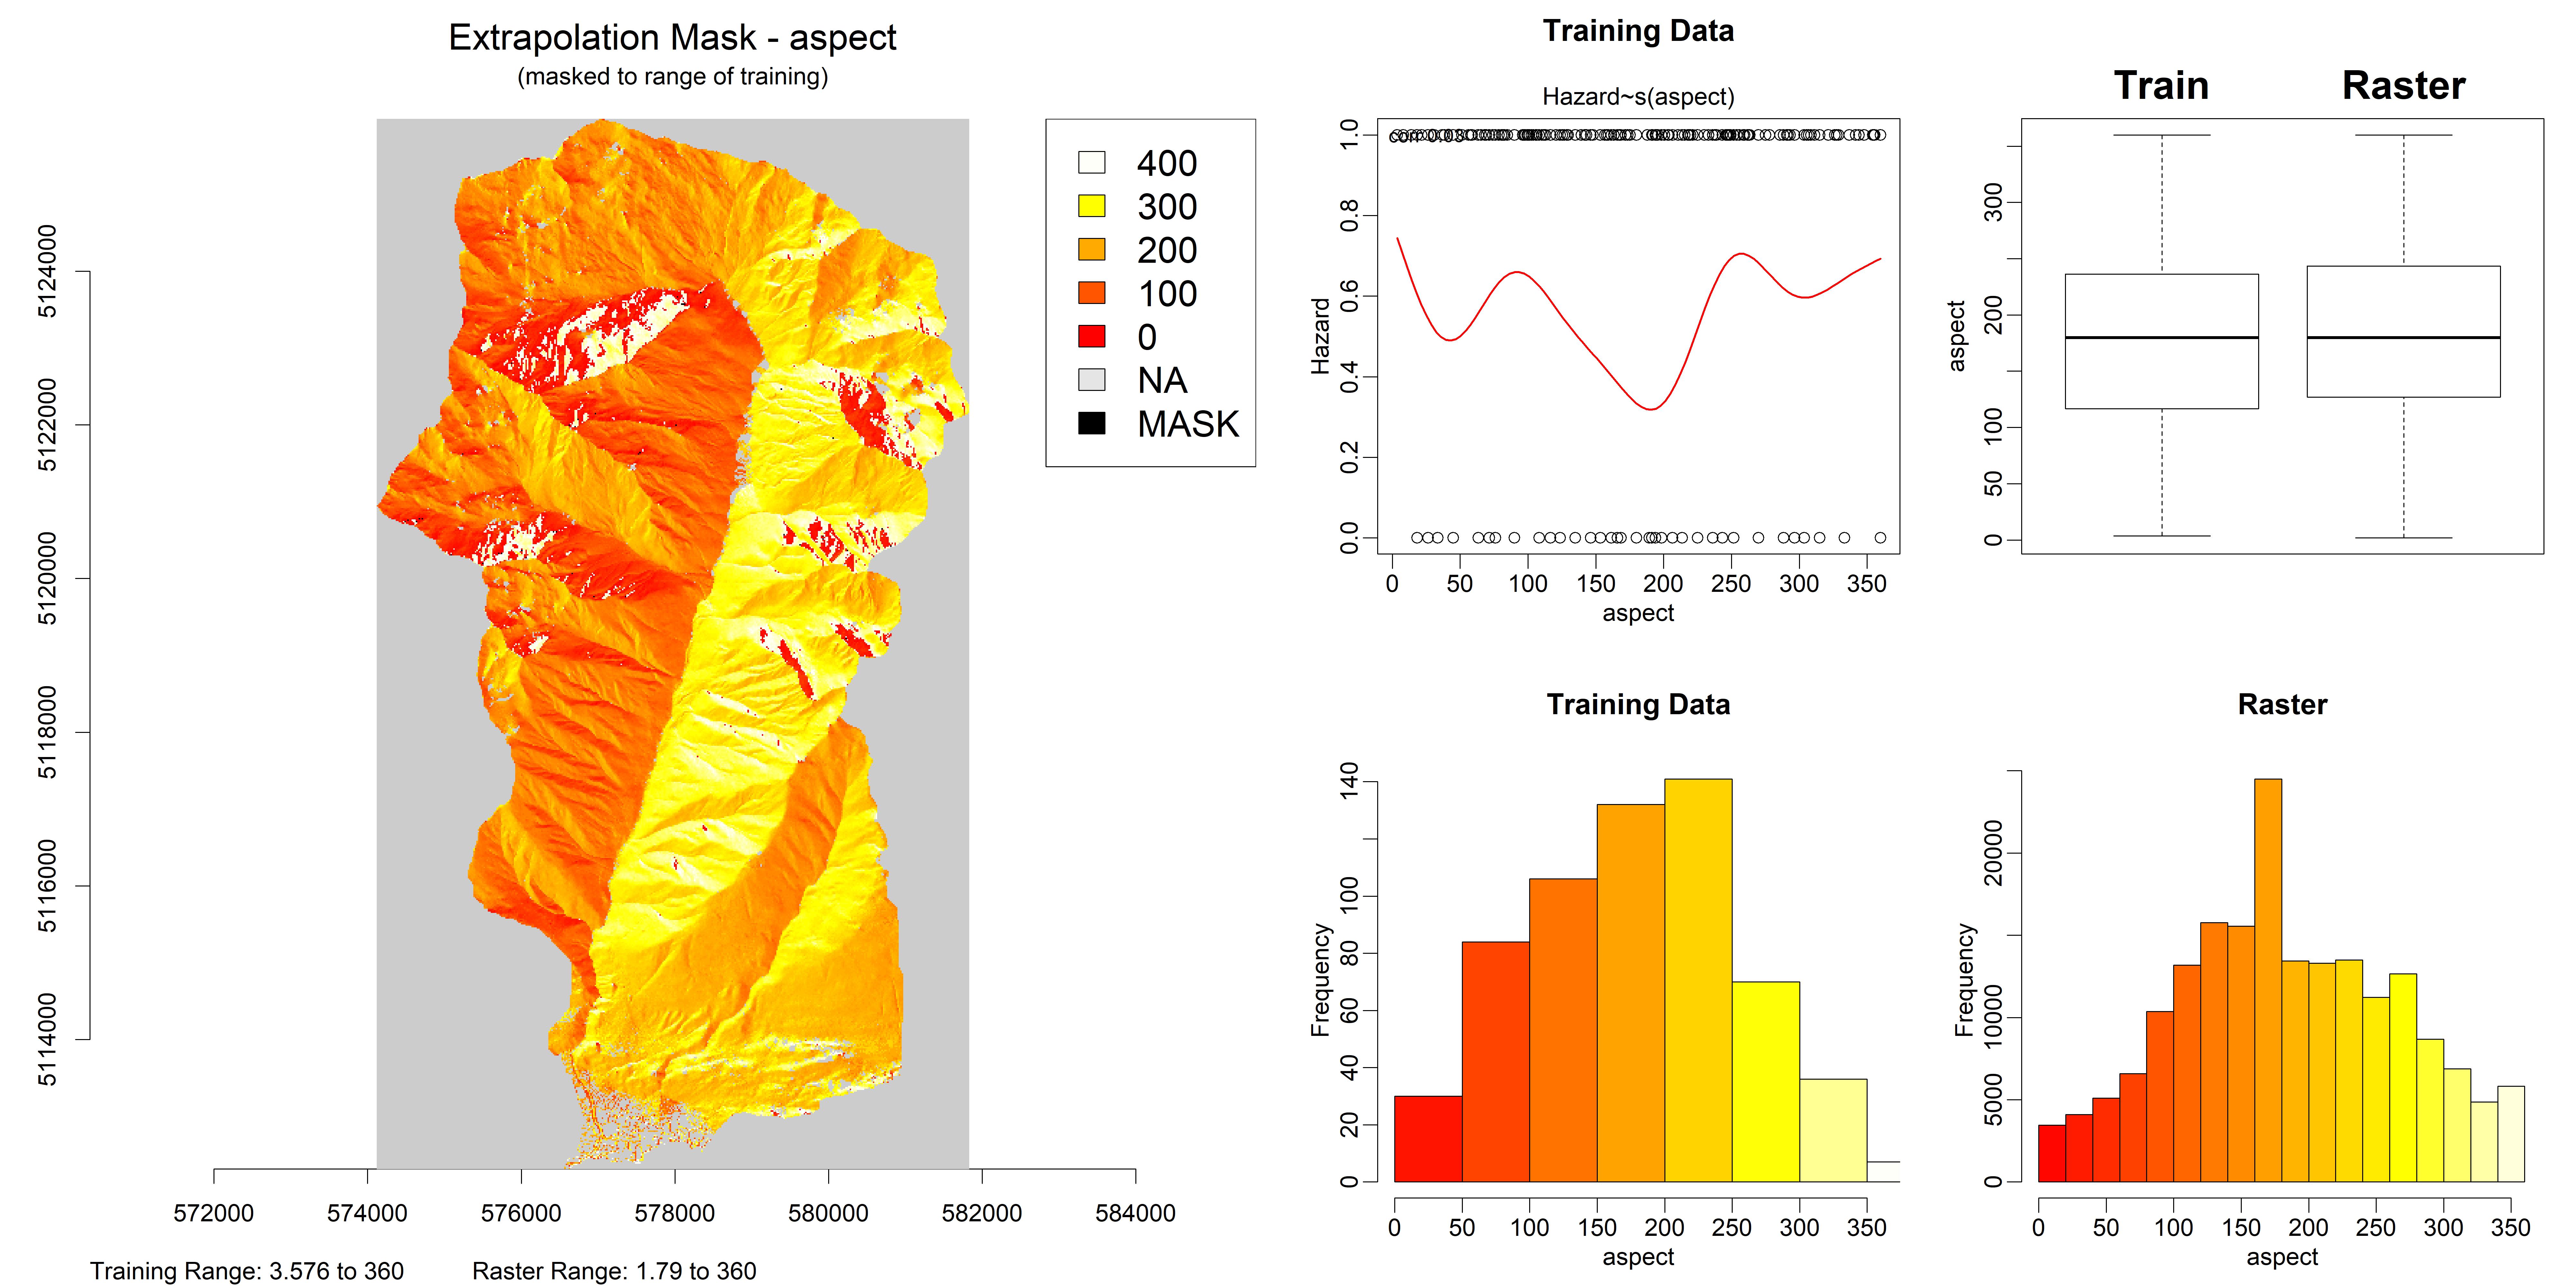 Extrapolation Mask - aspect
(masked to range of training)
5124000
5122000
5120000
5118000
5116000
5114000
572000 574000 576000 578000 580000 582000 584000
Training Range: 3.576 to 360 Raster Range: 1.79 to 360
400
300
200
100
0
NA
MASK
Training Data
Hazard~s(aspect)
Hazard
1.0
0.8
0.6
0.4
0.2
0.0
0 50 100 150 200 250 300 350
aspect
Train Raster
aspect
300
200
100
50
0
Training Data
Frequency
140
100
80
60
40
20
0
0 50 100 150 200 250 300 350
aspect
Raster
Frequency
20000
10000
5000
0
0 50 100 150 200 250 300 350
aspect